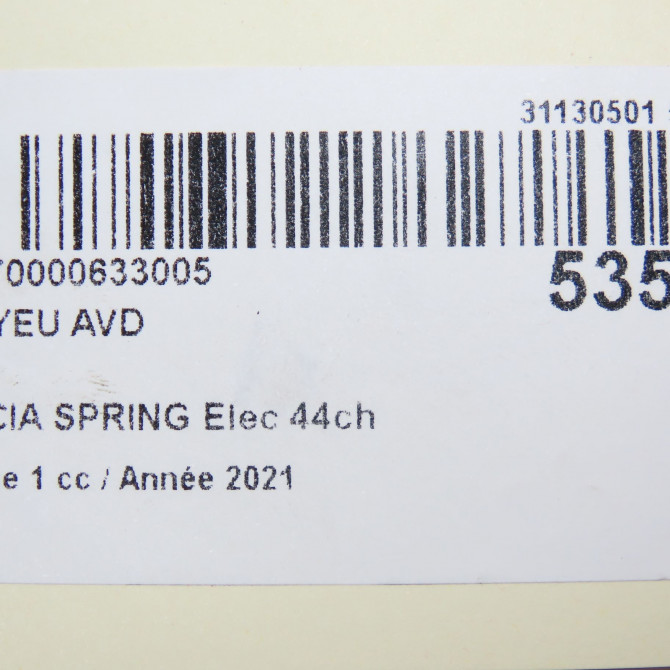 31130501
70000633005
535
YEU AVD
CIA SPRING Elec 44ch
e 1 cc / Année 2021